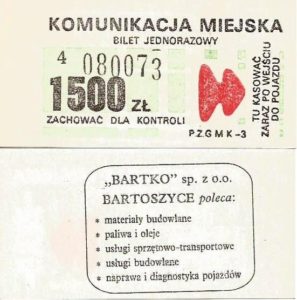 KOMUNIKACJA MIEJSKA
BILET JEDNORAZOWY
4 080073
1500 ZŁ
ZACHOWAĆ DLA KONTROLI
P.Z.G M K-3
TU KASOWAĆ
ZARAZ PO WEJŚCIU
DO POJAZDU
„BARTKO” sp. z o.o.
BARTOSZYCE poleca:
* materiały budowlane
* paliwa i oleje
* usługi sprzętowo-transportowe
* usługi budowlane
* naprawa i diagnostyka pojazdów